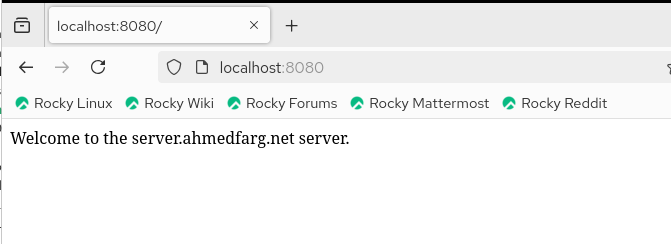 localhost:8080/
localhost:8080
Rocky Linux Rocky Wiki Rocky Forums Rocky Mattermost Rocky Reddit
Welcome to the server.ahmedfarg.net server.